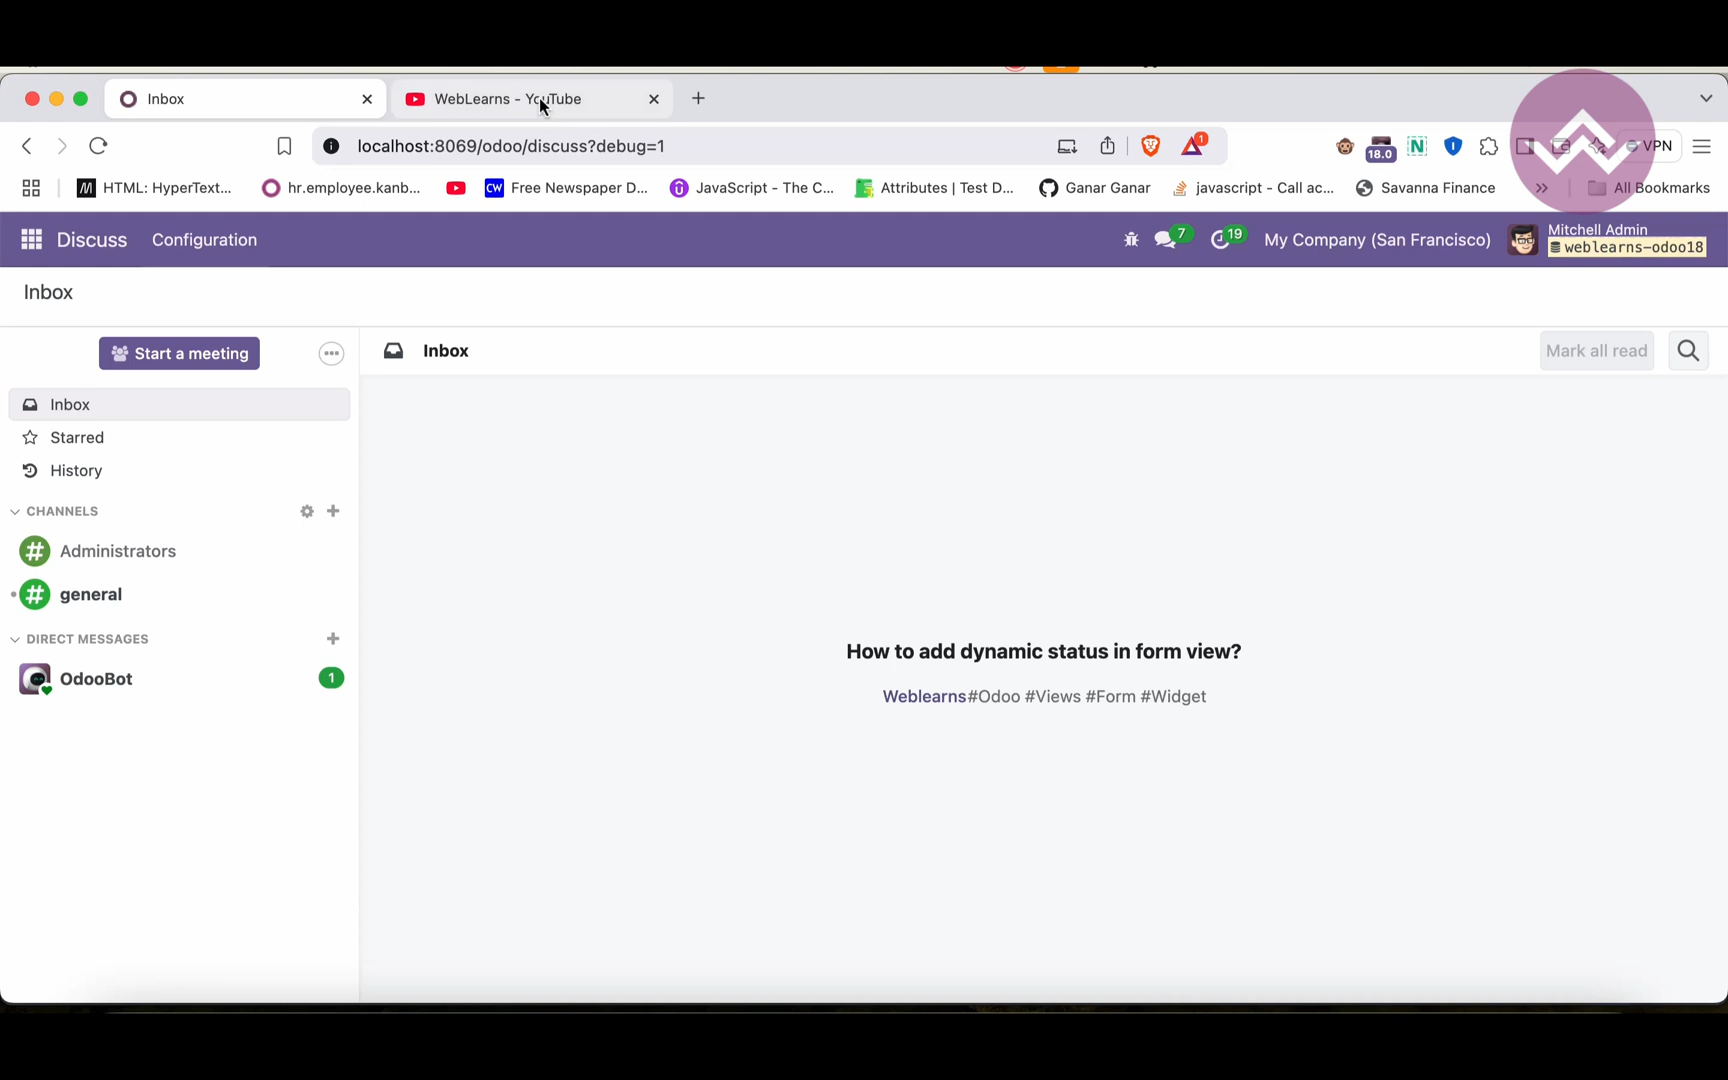 Inbox
WebLearns - YouTube
localhost:8069/odoo/discuss?debug=1
1
18.0
VPN
HTML: HyperText...
hr.employee.kanb...
Free Newspaper D...
JavaScript - The C...
Attributes | Test D...
Ganar Ganar
javascript - Call ac...
Savanna Finance
All Bookmarks
Discuss
Configuration
7
19
My Company (San Francisco)
Mitchell Admin
weblearns-odoo18
Inbox
Start a meeting
Inbox
Mark all read
Inbox
Starred
History
CHANNELS
Administrators
general
DIRECT MESSAGES
OdooBot
1
How to add dynamic status in form view?
Weblearns#Odoo #Views #Form #Widget